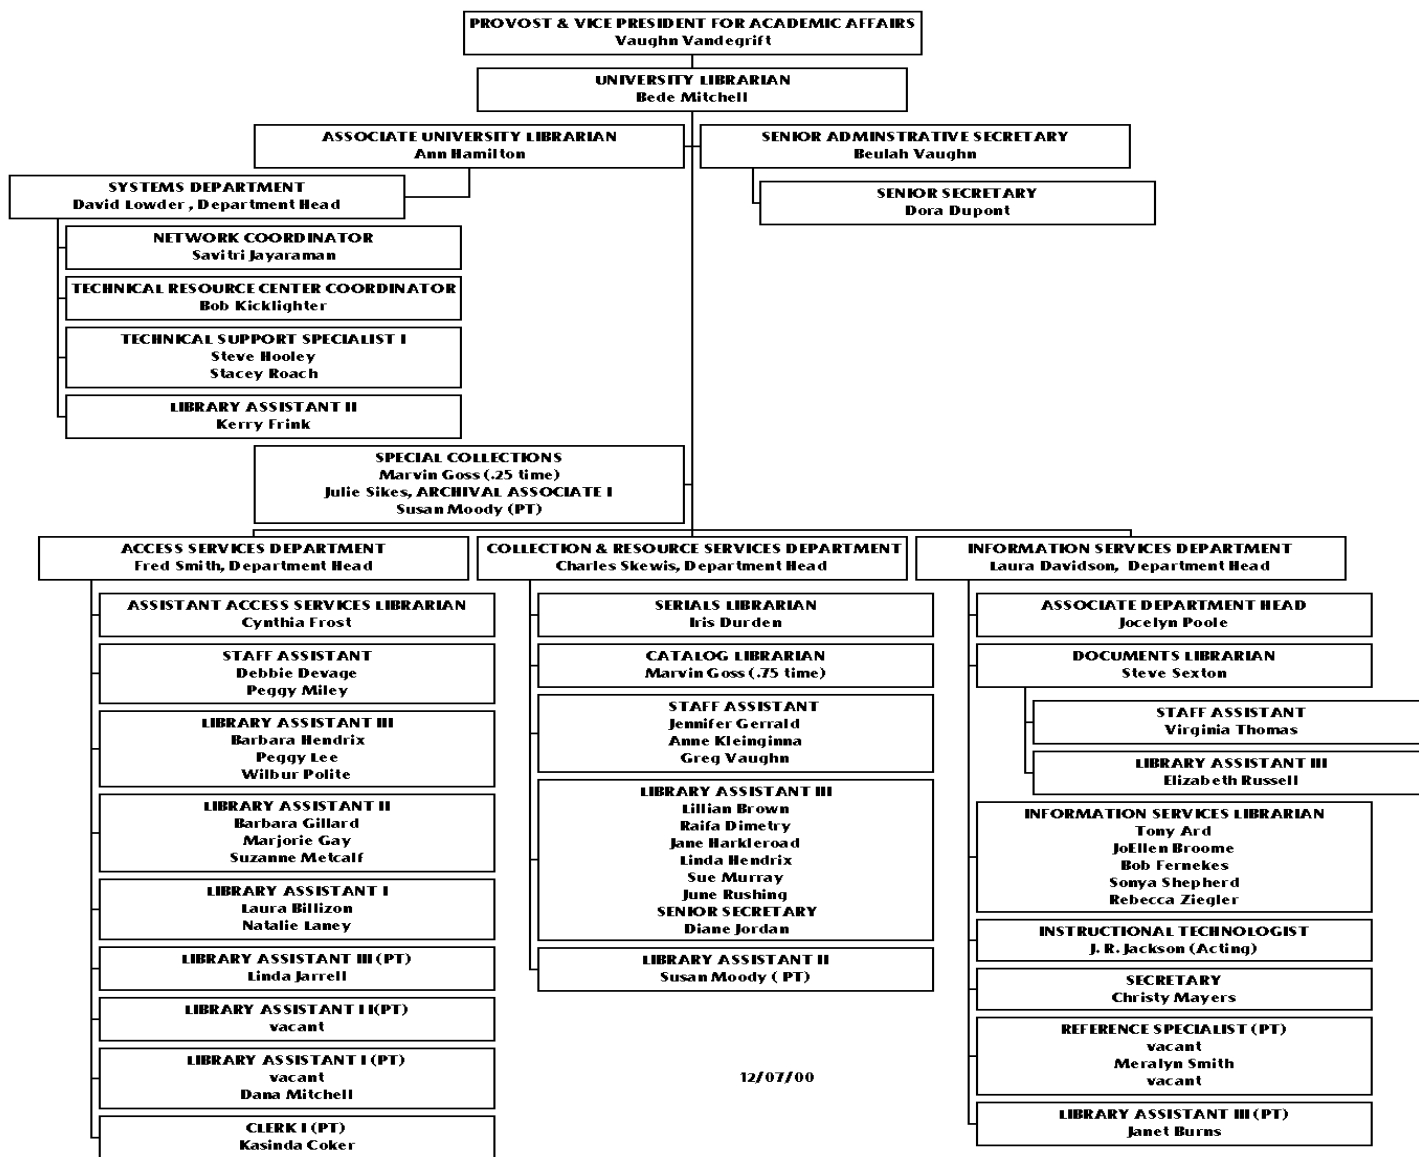 PROVOST & VICE PRESIDENT FOR ACADEMIC AFFAIRS
Vaughn Vandegrift
UNIVERSITY LIBRARIAN
Bede Mitchell
ASSOCIATE UNIVERSITY LIBRARIAN
Ann Hamilton
SENIOR ADMINSTRATIVE SECRETARY
Beulah Vaughn
SENIOR SECRETARY
Dora Dupont
SYSTEMS DEPARTMENT
David Lowder , Department Head
NETWORK COORDINATOR
Savitri Jayaraman
TECHNICAL RESOURCE CENTER COORDINATOR
Bob Kicklighter
TECHNICAL SUPPORT SPECIALIST I
Steve Hooley
Stacey Roach
LIBRARY ASSISTANT II
Kerry Frink
SPECIAL COLLECTIONS
Marvin Goss (.25 time)
Julie Sikes, ARCHIVAL ASSOCIATE I
Susan Moody (PT)
ACCESS SERVICES DEPARTMENT
Fred Smith, Department Head
ASSISTANT ACCESS SERVICES LIBRARIAN
Cynthia Frost
STAFF ASSISTANT
Debbie Devage
Peggy Miley
LIBRARY ASSISTANT III
Barbara Hendrix
Peggy Lee
Wilbur Polite
LIBRARY ASSISTANT II
Barbara Gillard
Marjorie Gay
Suzanne Metcalf
LIBRARY ASSISTANT I
Laura Billizon
Natalie Laney
LIBRARY ASSISTANT III (PT)
Linda Jarrell
LIBRARY ASSISTANT I I(PT)
vacant
LIBRARY ASSISTANT I (PT)
vacant
Dana Mitchell
CLERK I (PT)
Kasinda Coker
COLLECTION & RESOURCE SERVICES DEPARTMENT
Charles Skewis, Department Head
SERIALS LIBRARIAN
Iris Durden
CATALOG LIBRARIAN
Marvin Goss (.75 time)
STAFF ASSISTANT
Jennifer Gerrald
Anne Kleinginna
Greg Vaughn
LIBRARY ASSISTANT III
Lillian Brown
Raifa Dimetry
Jane Harkleroad
Linda Hendrix
Sue Murray
June Rushing
SENIOR SECRETARY
Diane Jordan
LIBRARY ASSISTANT II
Susan Moody ( PT)
12/07/00
INFORMATION SERVICES DEPARTMENT
Laura Davidson, Department Head
ASSOCIATE DEPARTMENT HEAD
Jocelyn Poole
DOCUMENTS LIBRARIAN
Steve Sexton
STAFF ASSISTANT
Virginia Thomas
LIBRARY ASSISTANT III
Elizabeth Russell
INFORMATION SERVICES LIBRARIAN
Tony Ard
JoEllen Broome
Bob Fernekes
Sonya Shepherd
Rebecca Ziegler
INSTRUCTIONAL TECHNOLOGIST
J. R. Jackson (Acting)
SECRETARY
Christy Mayers
REFERENCE SPECIALIST (PT)
vacant
Meralyn Smith
vacant
LIBRARY ASSISTANT III (PT)
Janet Burns